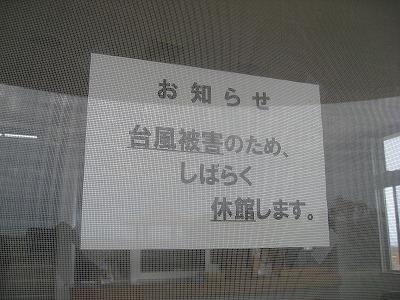 お知らせ
台風被害のため、
しばらく
休館します。